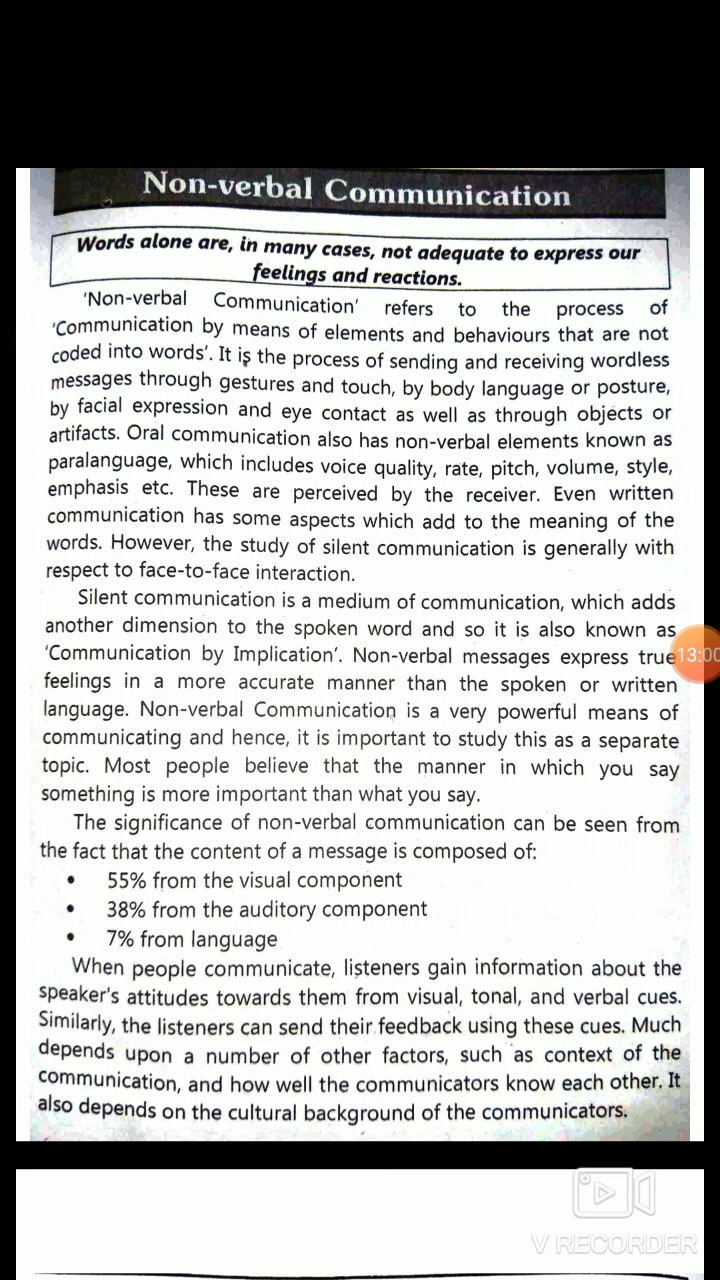 Non-verbal Communication
Words alone are, in many cases, not adequate to express our
feelings and reactions.
'Non-verbal Communication' refers to the process of
'Communication by means of elements and behaviours that are not
coded into words'. It is the process of sending and receiving wordless
messages through gestures and touch, by body language or posture,
by facial expression and eye contact as well as through objects or
artifacts. Oral communication also has non-verbal elements known as
paralanguage, which includes voice quality, rate, pitch, volume, style,
emphasis etc. These are perceived by the receiver. Even written
communication has some aspects which add to the meaning of the
words. However, the study of silent communication is generally with
respect to face-to-face interaction.
Silent communication is a medium of communication, which adds
another dimension to the spoken word and so it is also known as
'Communication by Implication'. Non-verbal messages express true
13:00
feelings in a more accurate manner than the spoken or written
language. Non-verbal Communication is a very powerful means of
communicating and hence, it is important to study this as a separate
topic. Most people believe that the manner in which you say
something is more important than what you say.
The significance of non-verbal communication can be seen from
the fact that the content of a message is composed of:
• 55% from the visual component
• 38% from the auditory component
• 7% from language
When people communicate, listeners gain information about the
speaker's attitudes towards them from visual, tonal, and verbal cues.
Similarly, the listeners can send their feedback using these cues. Much
depends upon a number of other factors, such as context of the
communication, and how well the communicators know each other. It
also depends on the cultural background of the communicators.
V RECORDER